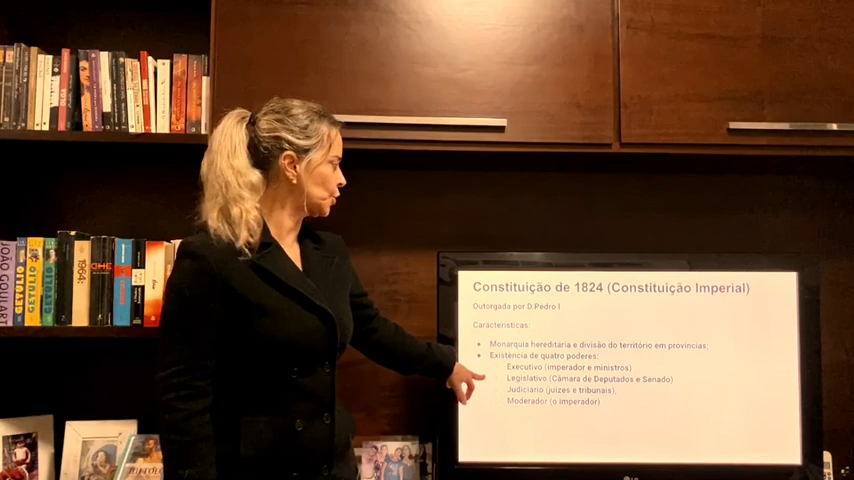 JOÃO GOULART
GETÚLIO
GETÚLIO
GETÚLIO
1964
Constituição de 1824 (Constituição Imperial)
Outorgada por D.Pedro I
Características:
Monarquia hereditária e divisão do território em províncias;
Existência de quatro poderes:
Executivo (imperador e ministros)
Legislativo (Câmara de Deputados e Senado)
Judiciário (juízes e tribunais),
Moderador (o imperador)
LG